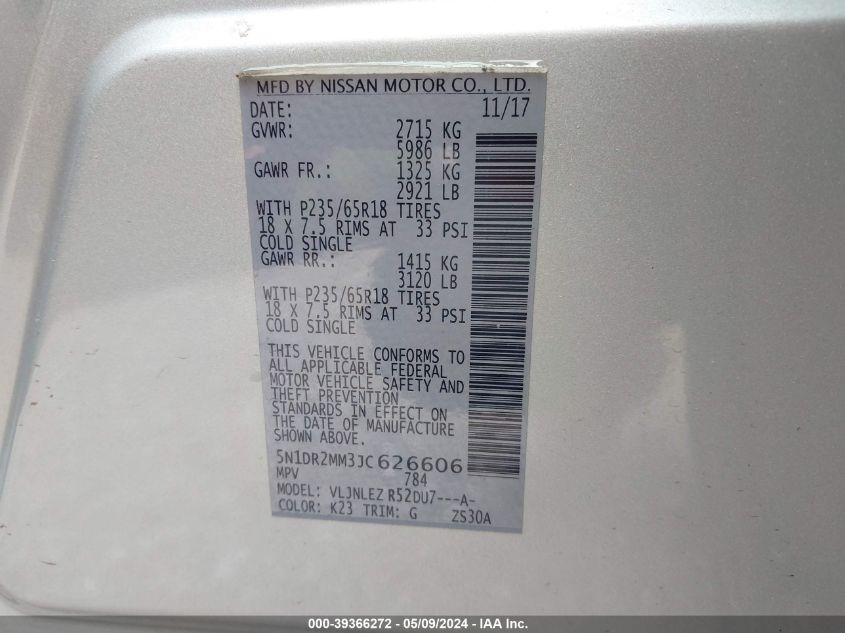 MFD BY NISSAN MOTOR CO., LTD.
DATE: 11/17
GVWR: 2715 KG
5986 LB
GAWR FR.: 1325 KG
2921 LB
WITH P235/65R18 TIRES
18 X 7.5 RIMS AT 33 PSI
COLD SINGLE
GAWR RR.: 1415 KG
3120 LB
WITH P235/65R18 TIRES
18 X 7.5 RIMS AT 33 PSI
COLD SINGLE
THIS VEHICLE CONFORMS TO
ALL APPLICABLE FEDERAL
MOTOR VEHICLE SAFETY AND
THEFT PREVENTION
STANDARDS IN EFFECT ON
THE DATE OF MANUFACTURE
SHOWN ABOVE.
5N1DR2MM3JC626606
MPV 784
MODEL: VLJNLEZ R52DU7---A-
COLOR: K23 TRIM: G ZS30A
000-39366272 - 05/09/2024 - IAA Inc.